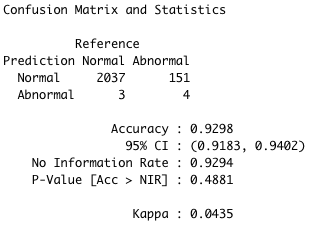 Confusion Matrix and Statistics
Reference
Prediction Normal Abnormal
Normal 2037 151
Abnormal 3 4
Accuracy : 0.9298
95% CI : (0.9183, 0.9402)
No Information Rate : 0.9294
P-Value [Acc > NIR] : 0.4881
Kappa : 0.0435